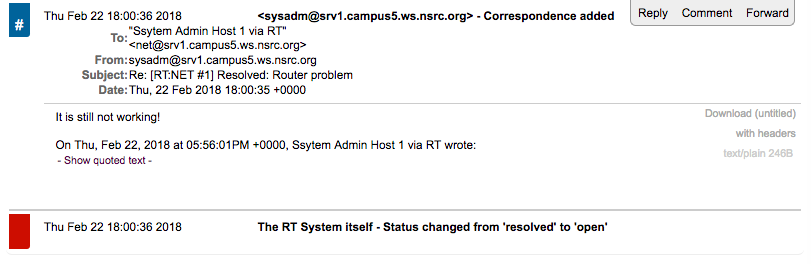 # Thu Feb 22 18:00:36 2018 <sysadm@srv1.campus5.ws.nsrc.org> - Correspondence added Reply Comment Forward
To: "Ssytem Admin Host 1 via RT"
<net@srv1.campus5.ws.nsrc.org>
From: sysadm@srv1.campus5.ws.nsrc.org
Subject: Re: [RT:NET #1] Resolved: Router problem
Date: Thu, 22 Feb 2018 18:00:35 +0000
It is still not working! Download (untitled)
with headers
On Thu, Feb 22, 2018 at 05:56:01PM +0000, Ssytem Admin Host 1 via RT wrote:
- Show quoted text - text/plain 246B
Thu Feb 22 18:00:36 2018 The RT System itself - Status changed from 'resolved' to 'open'